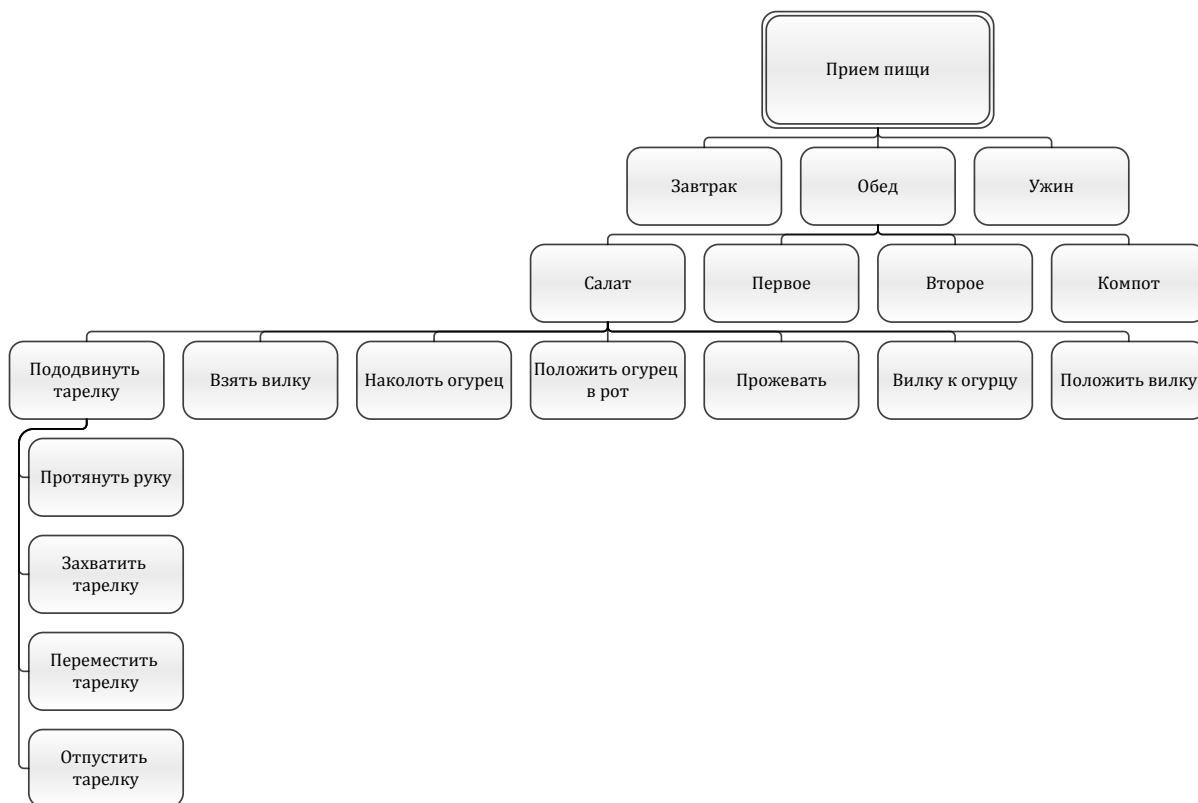 Прием пищи
Завтрак
Обед
Ужин
Салат
Первое
Второе
Компот
Пододвинуть
тарелку
Взять вилку
Наколоть огурец
Положить огурец
в рот
Прожевать
Вилку к огурцу
Положить вилку
Протянуть руку
Захватить
тарелку
Переместить
тарелку
Отпустить
тарелку